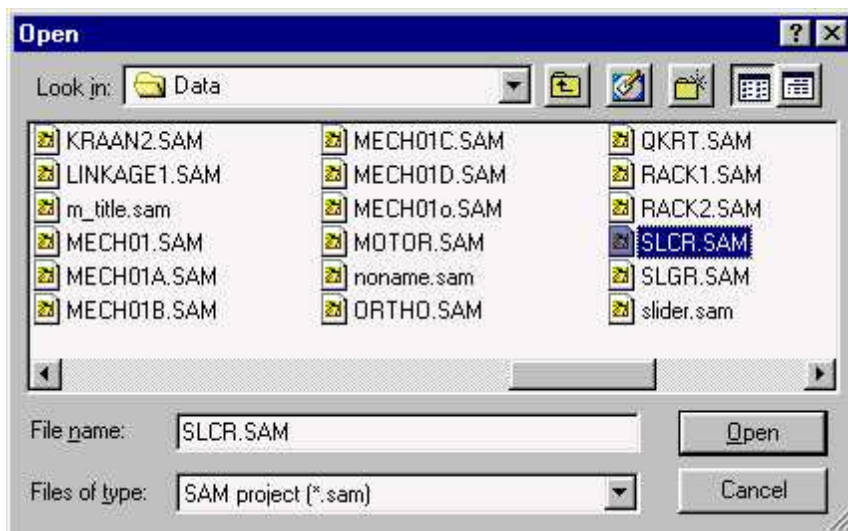 Open
Look in: Data
KRAAN2.SAM MECH01C.SAM QKRT.SAM
LINKAGE1.SAM MECH01D.SAM RACK1.SAM
m_title.sam MECH01o.SAM RACK2.SAM
MECH01.SAM MOTOR.SAM SLCR.SAM
MECH01A.SAM noname.sam SLGR.SAM
MECH01B.SAM ORTHO.SAM slider.sam
File name: SLCR.SAM Open
Files of type: SAM project (*.sam) Cancel